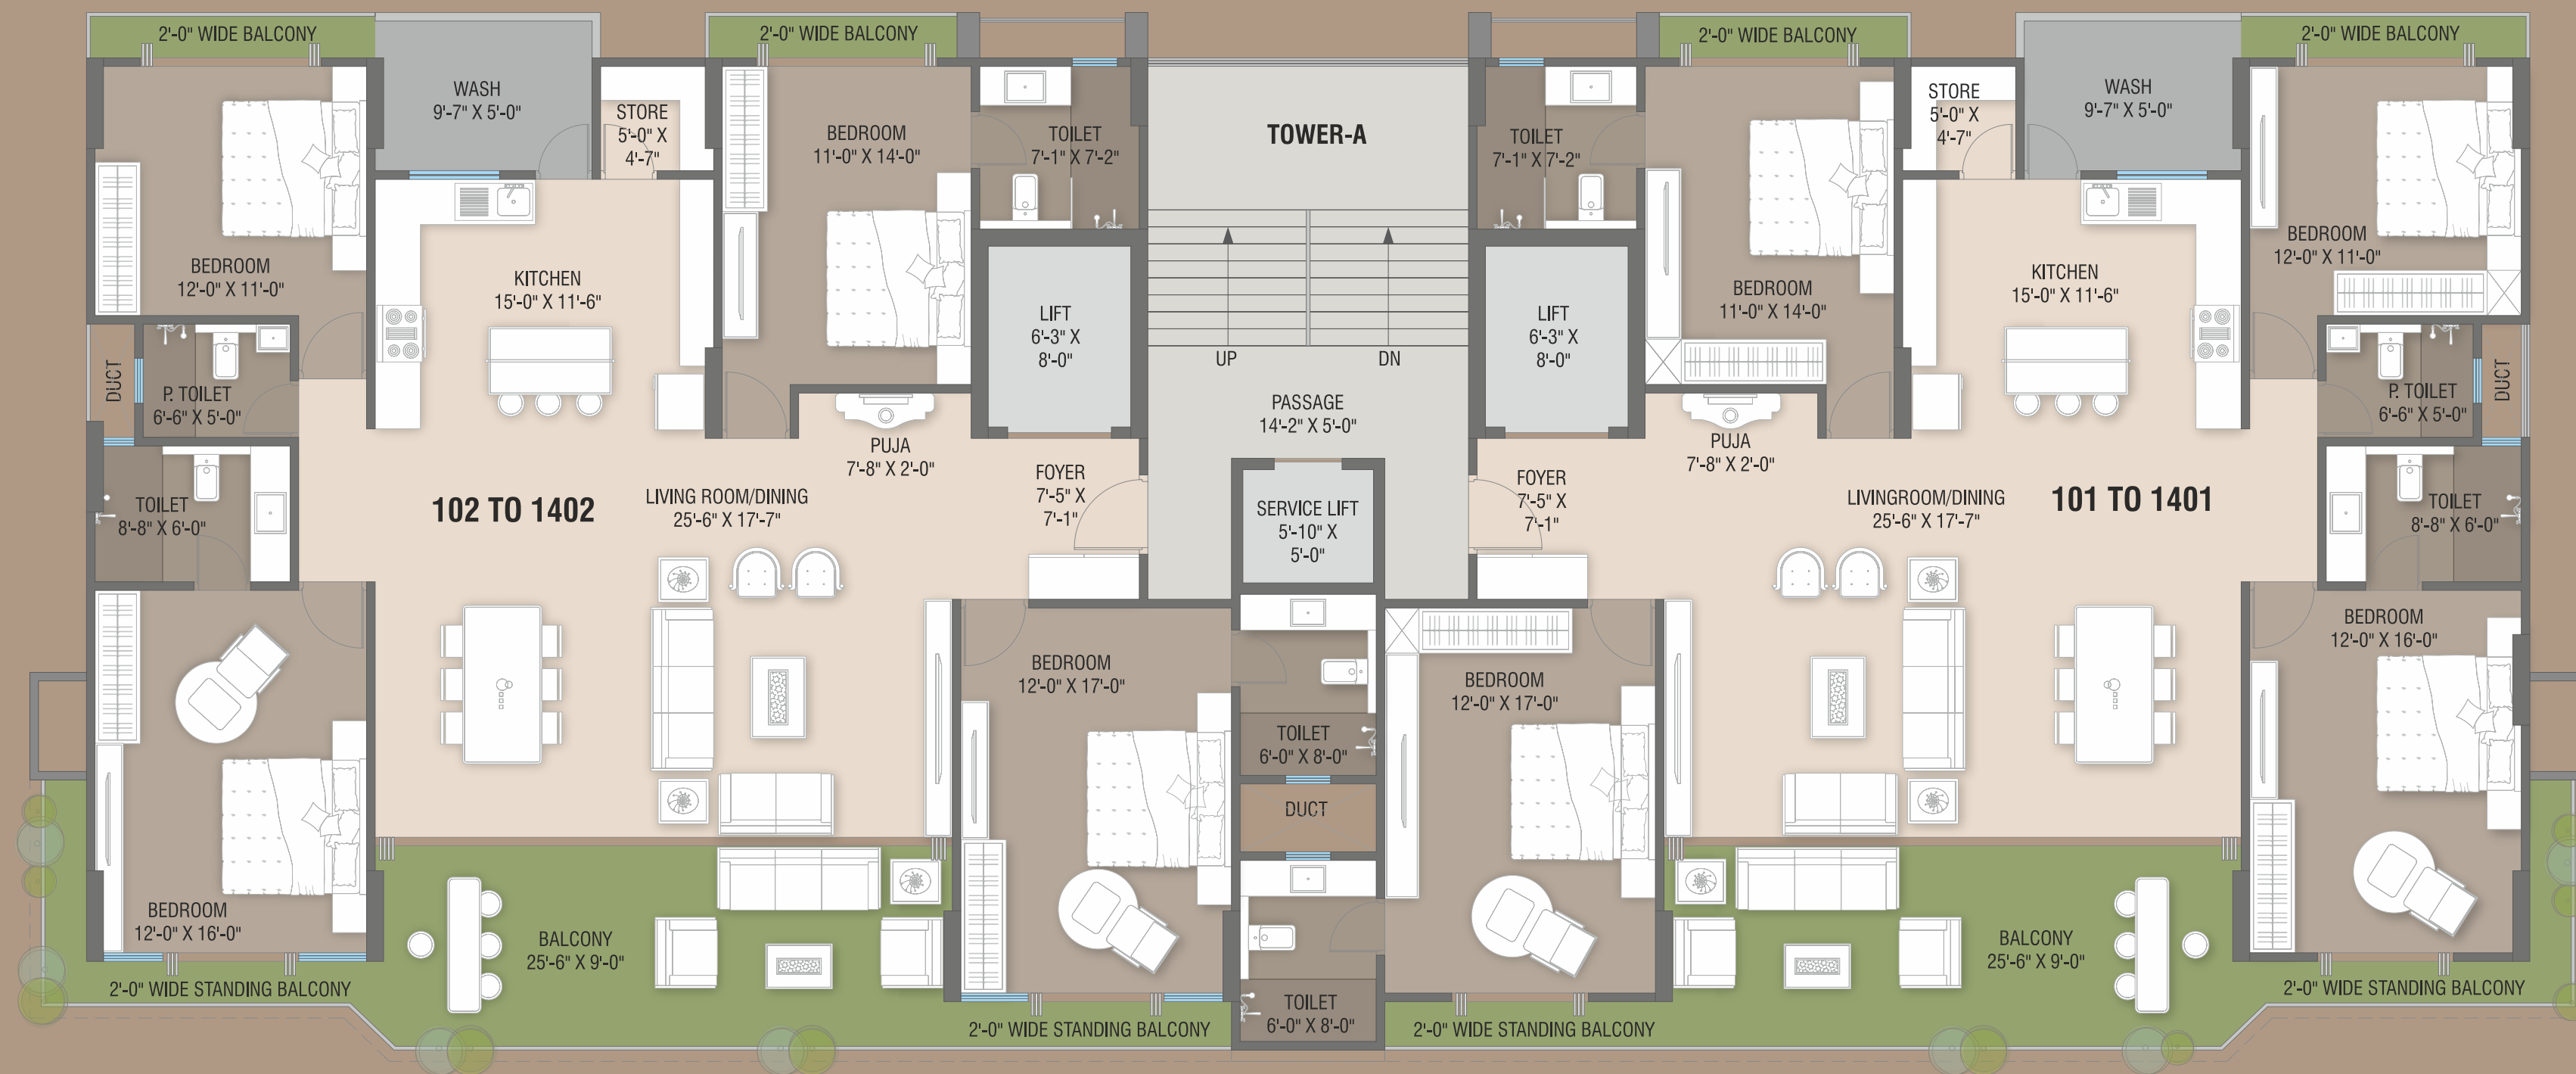 2'-0" WIDE BALCONY
2'-0" WIDE BALCONY
2'-0" WIDE BALCONY
2'-0" WIDE BALCONY
WASH
9'-7" X 5'-0"
STORE
5'-0" X
4'-7"
BEDROOM
11'-0" X 14'-0"
TOILET
7'-1" X 7'-2"
TOWER-A
TOILET
7'-1" X 7'-2"
STORE
5'-0" X
4'-7"
WASH
9'-7" X 5'-0"
BEDROOM
12'-0" X 11'-0"
KITCHEN
15'-0" X 11'-6"
LIFT
6'-3" X
8'-0"
UP
DN
LIFT
6'-3" X
8'-0"
BEDROOM
11'-0" X 14'-0"
KITCHEN
15'-0" X 11'-6"
BEDROOM
12'-0" X 11'-0"
DUCT
P. TOILET
6'-6" X 5'-0"
PASSAGE
14'-2" X 5'-0"
P. TOILET
6'-6" X 5'-0"
DUCT
PUJA
7'-8" X 2'-0"
PUJA
7'-8" X 2'-0"
TOILET
8'-8" X 6'-0"
102 TO 1402
LIVING ROOM/DINING
25'-6" X 17'-7"
FOYER
7'-5" X
7'-1"
SERVICE LIFT
5'-10" X
5'-0"
FOYER
7'-5" X
7'-1"
LIVINGROOM/DINING
25'-6" X 17'-7"
101 TO 1401
TOILET
8'-8" X 6'-0"
BEDROOM
12'-0" X 17'-0"
BEDROOM
12'-0" X 17'-0"
BEDROOM
12'-0" X 16'-0"
TOILET
6'-0" X 8'-0"
DUCT
BEDROOM
12'-0" X 16'-0"
BALCONY
25'-6" X 9'-0"
BALCONY
25'-6" X 9'-0"
2'-0" WIDE STANDING BALCONY
2'-0" WIDE STANDING BALCONY
TOILET
6'-0" X 8'-0"
2'-0" WIDE STANDING BALCONY
2'-0" WIDE STANDING BALCONY